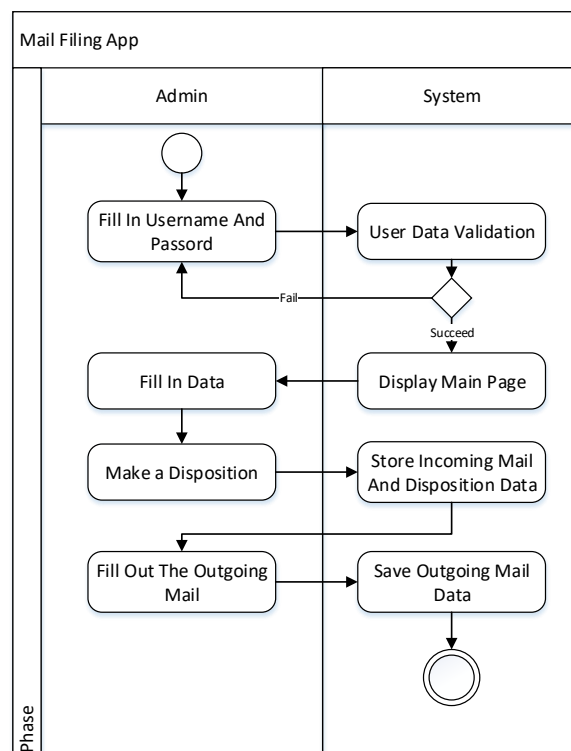 Mail Filing App
Admin
System
Fill In Username And
Passord
User Data Validation
Fail
Succeed
Fill In Data
Display Main Page
Make a Disposition
Store Incoming Mail
And Disposition Data
Fill Out The Outgoing
Mail
Save Outgoing Mail
Data
Phase